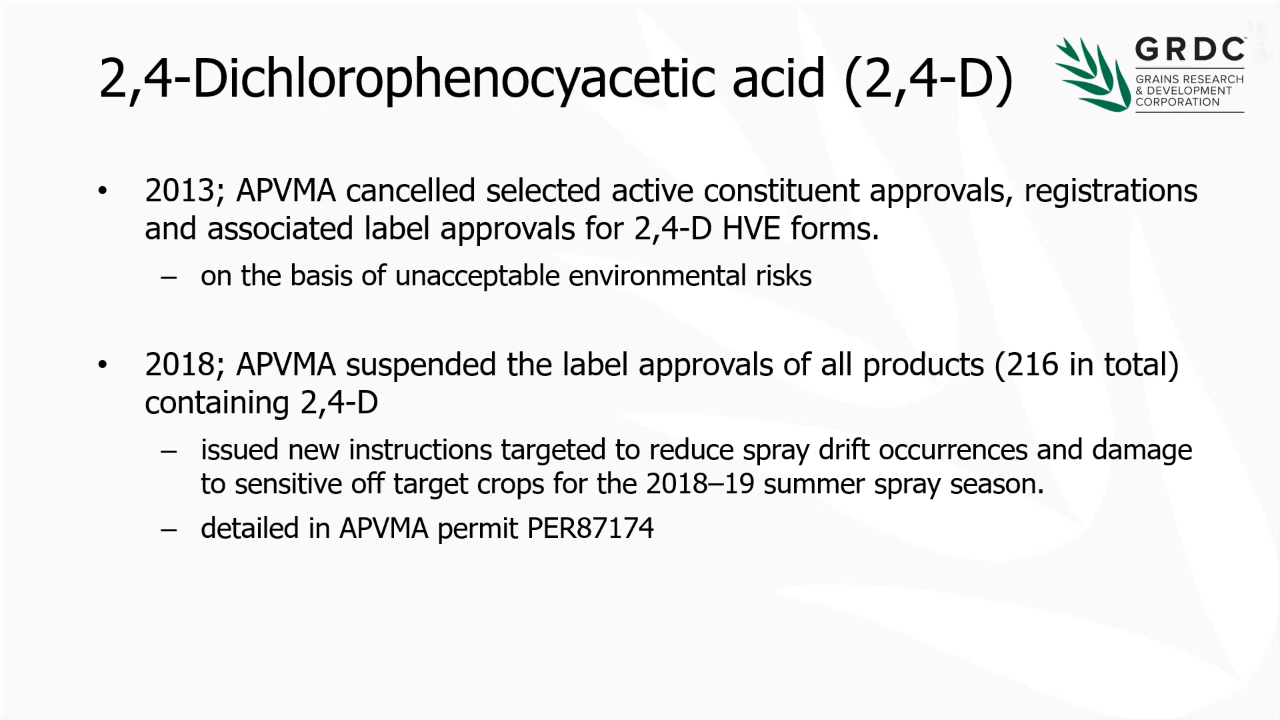 2,4-Dichlorophenocyacetic acid (2,4-D)
GRDC™
GRAINS RESEARCH
& DEVELOPMENT
CORPORATION
• 2013; APVMA cancelled selected active constituent approvals, registrations
and associated label approvals for 2,4-D HVE forms.
– on the basis of unacceptable environmental risks
• 2018; APVMA suspended the label approvals of all products (216 in total)
containing 2,4-D
– issued new instructions targeted to reduce spray drift occurrences and damage
to sensitive off target crops for the 2018–19 summer spray season.
– detailed in APVMA permit PER87174